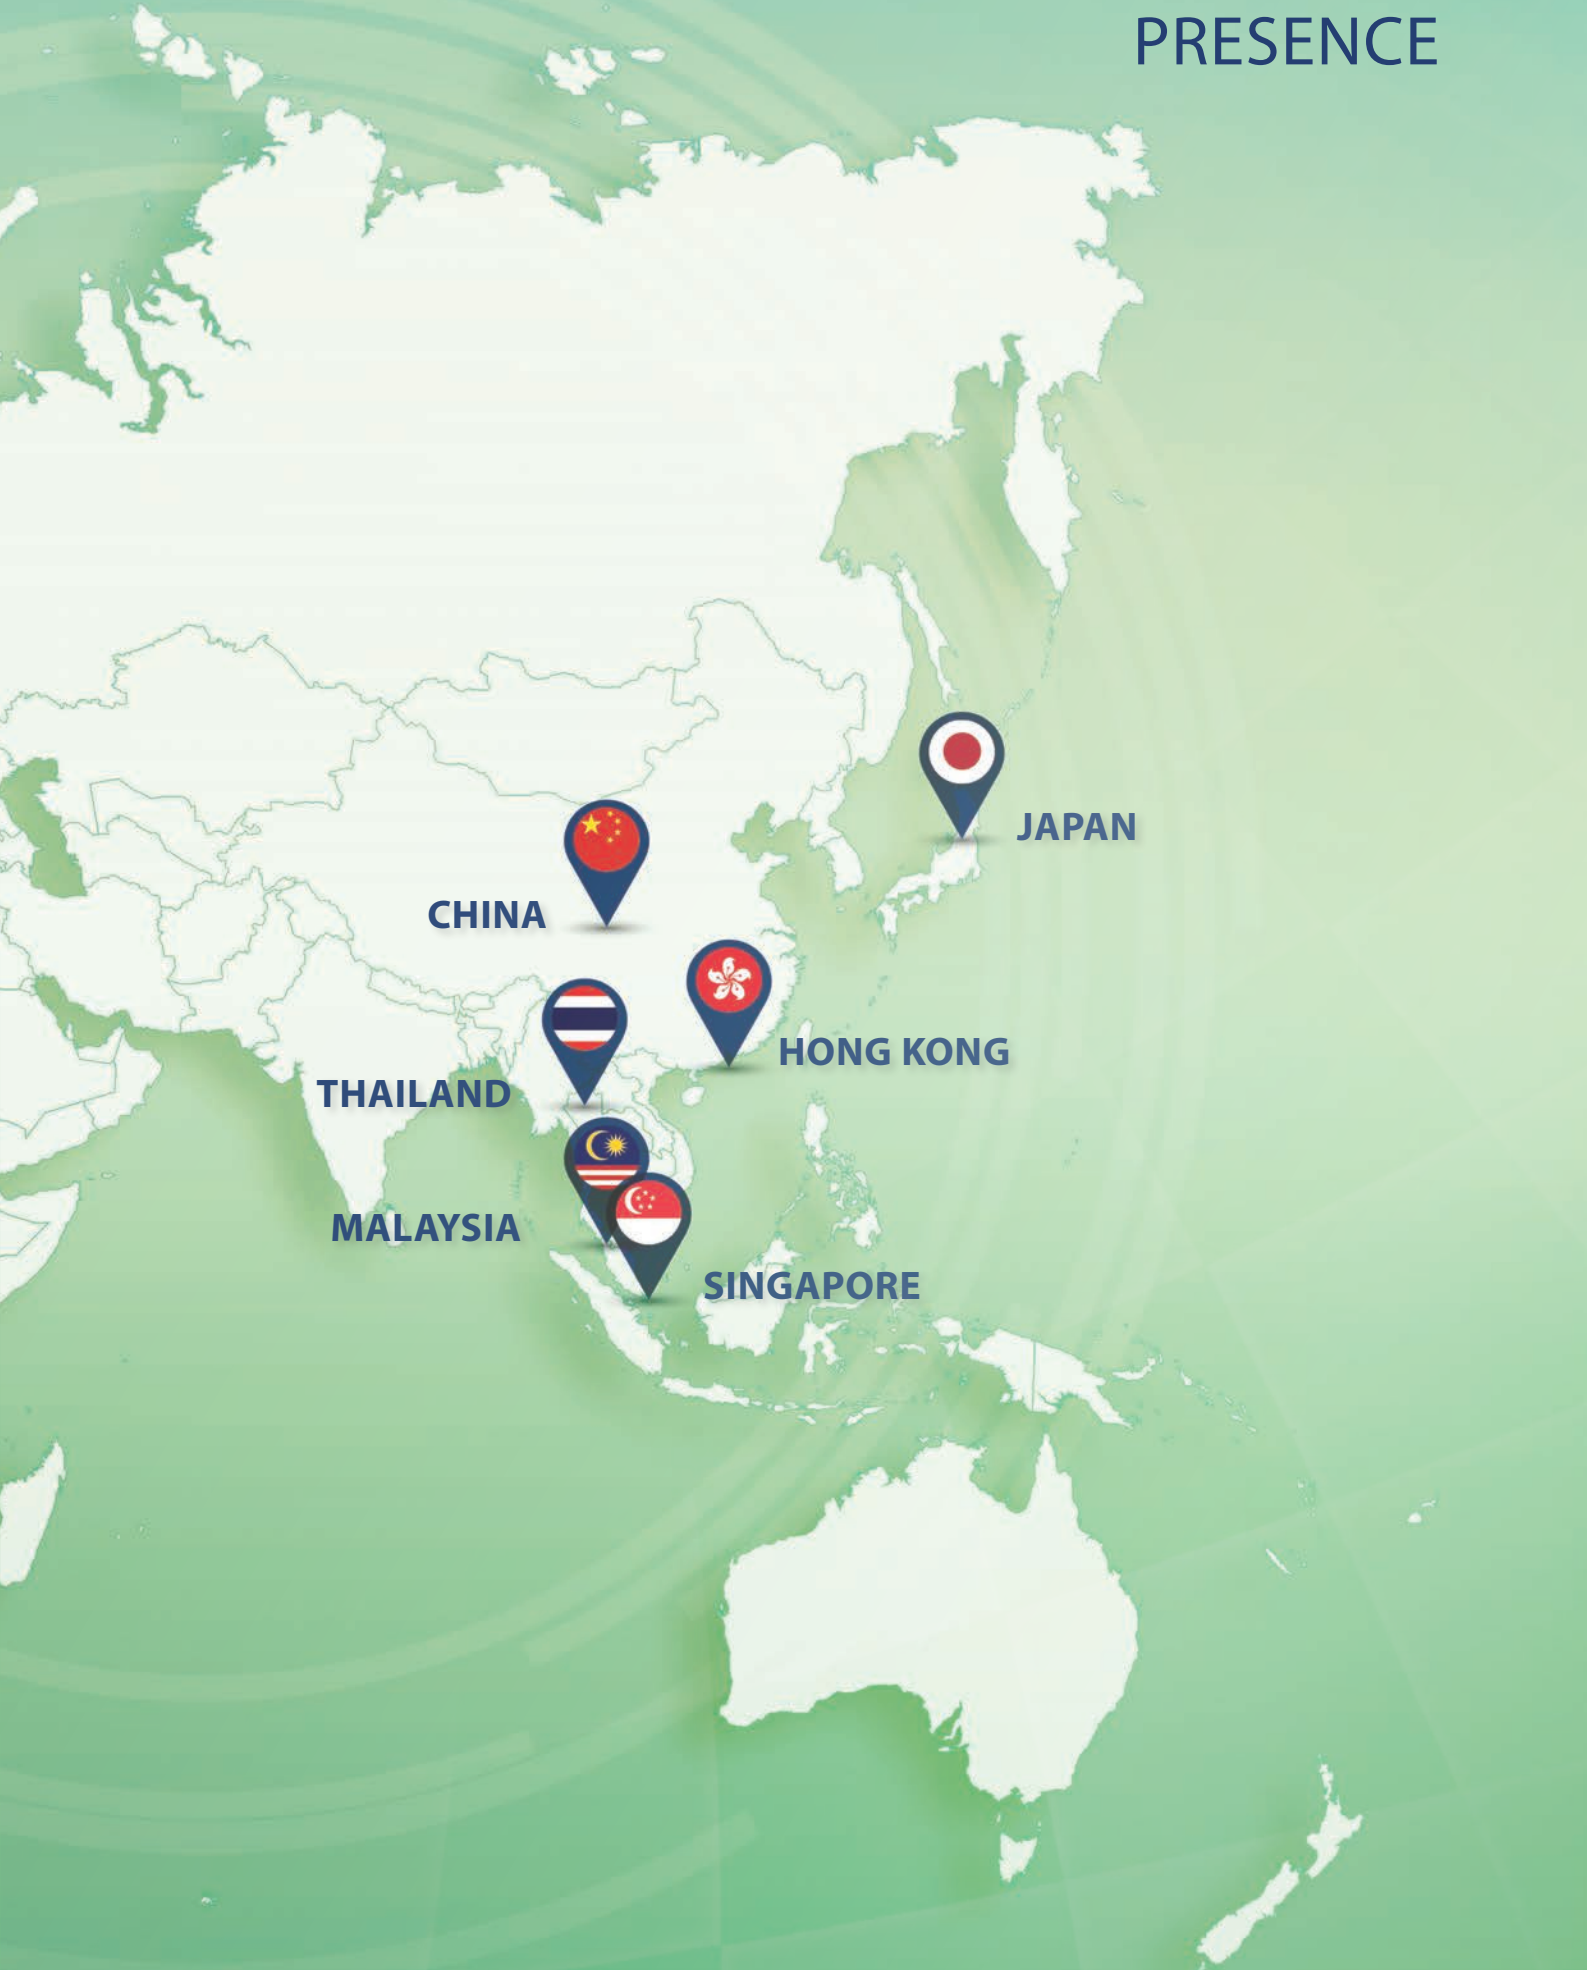 PRESENCE
JAPAN
CHINA
HONG KONG
THAILAND
MALAYSIA
SINGAPORE